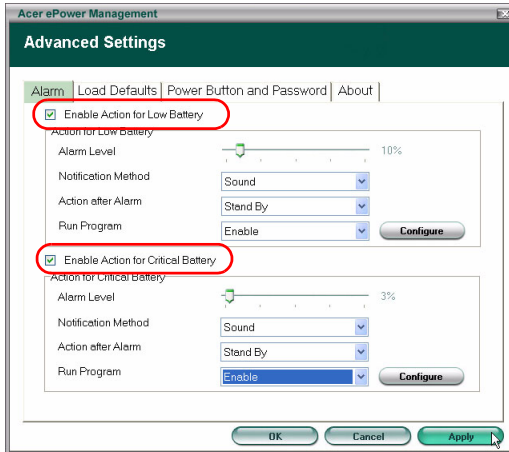 Acer ePower Management
Advanced Settings
Alarm Load Defaults Power Button and Password About
Enable Action for Low Battery
Action for Low Battery
Alarm Level 10%
Notification Method Sound
Action after Alarm Stand By
Run Program Enable Configure
Enable Action for Critical Battery
Action for Critical Battery
Alarm Level 3%
Notification Method Sound
Action after Alarm Stand By
Run Program Enable Configure
OK Cancel Apply